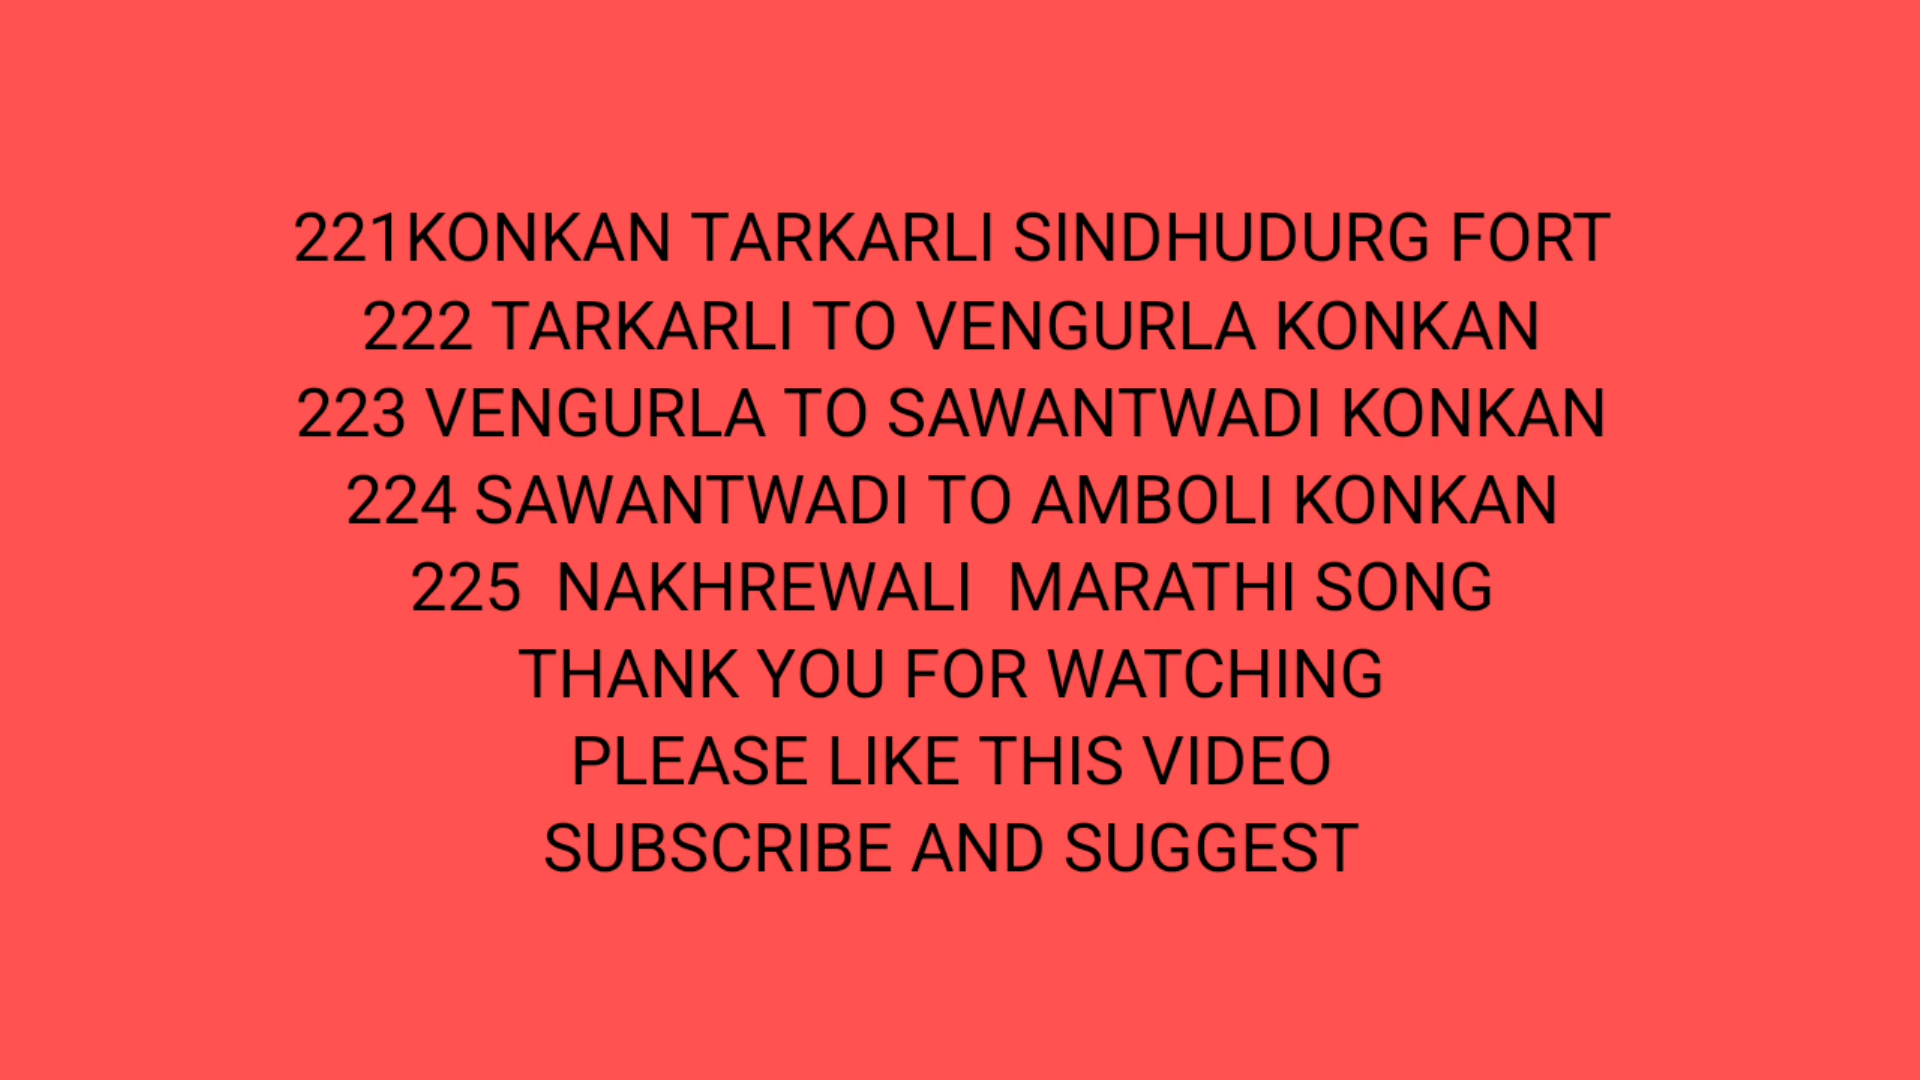 221KONKAN TARKARLI SINDHUDURG FORT
222 TARKARLI TO VENGURLA KONKAN
223 VENGURLA TO SAWANTWADI KONKAN
224 SAWANTWADI TO AMBOLI KONKAN
225  NAKHREWALI  MARATHI SONG
THANK YOU FOR WATCHING
PLEASE LIKE THIS VIDEO
SUBSCRIBE AND SUGGEST